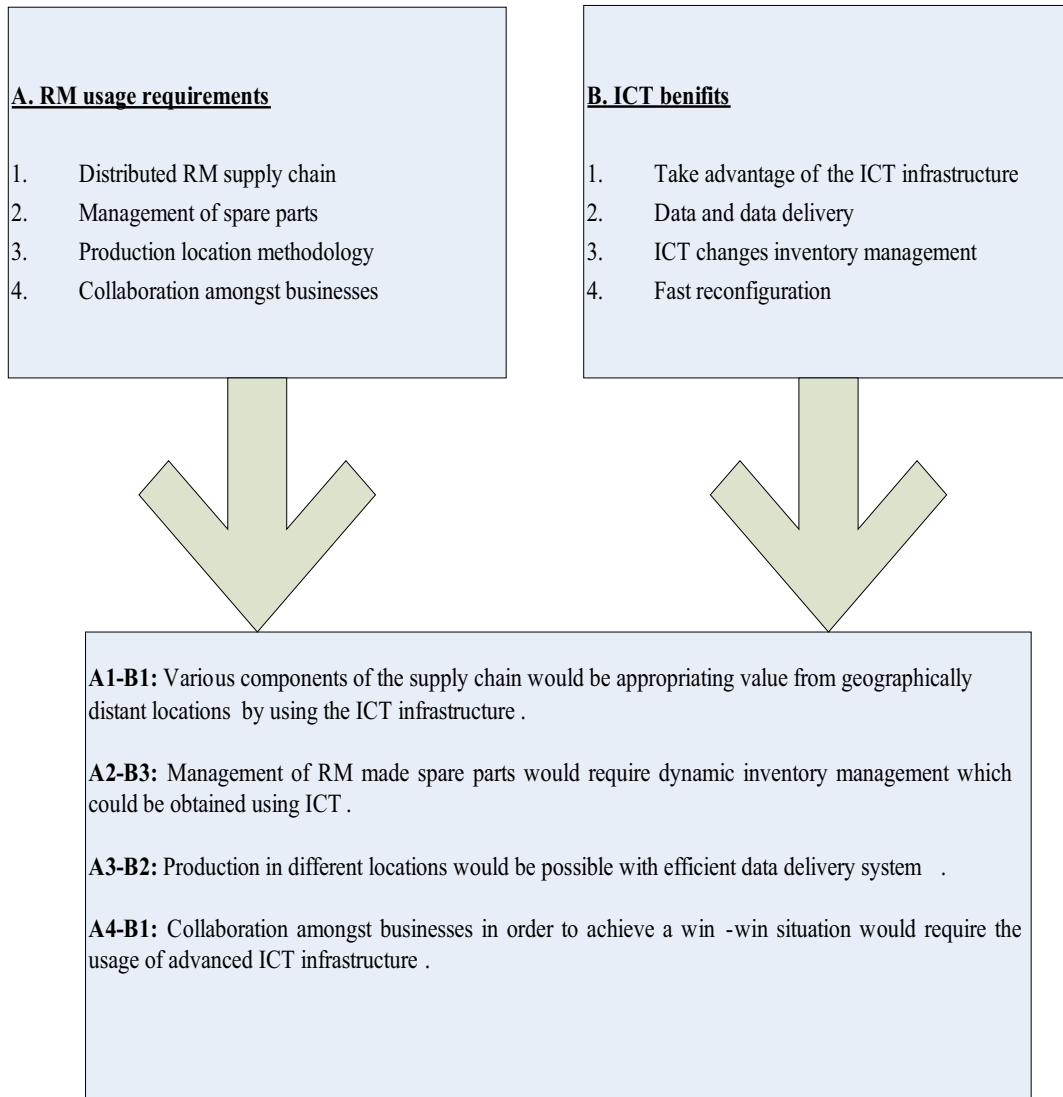 A. RM usage requirements
1. Distributed RM supply chain
2. Management of spare parts
3. Production location methodology
4. Collaboration amongst businesses
B. ICT benifits
1. Take advantage of the ICT infrastructure
2. Data and data delivery
3. ICT changes inventory management
4. Fast reconfiguration
A1-B1: Various components of the supply chain would be appropriating value from geographically
distant locations by using the ICT infrastructure .
A2-B3: Management of RM made spare parts would require dynamic inventory management which
could be obtained using ICT .
A3-B2: Production in different locations would be possible with efficient data delivery system .
A4-B1: Collaboration amongst businesses in order to achieve a win -win situation would require the
usage of advanced ICT infrastructure .